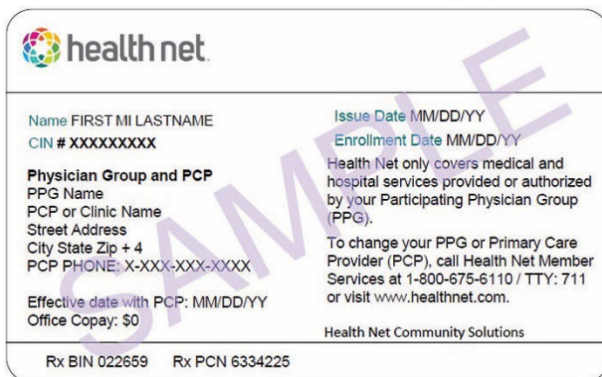 health net.
Name FIRST MI LASTNAME
CIN # XXXXXXXXX
Physician Group and PCP
PPG Name
PCP or Clinic Name
Street Address
City State Zip + 4
PCP PHONE: X-XXX-XXX-XXXX
Effective date with PCP: MM/DD/YY
Office Copay: $0
Issue Date MM/DD/YY
Enrollment Date MM/DD/YY
Health Net only covers medical and
hospital services provided or authorized
by your Participating Physician Group
(PPG).
To change your PPG or Primary Care
Provider (PCP), call Health Net Member
Services at 1-800-675-6110 / TTY: 711
or visit www.healthnet.com.
Health Net Community Solutions
Rx BIN 022659 Rx PCN 6334225
SAMPLE